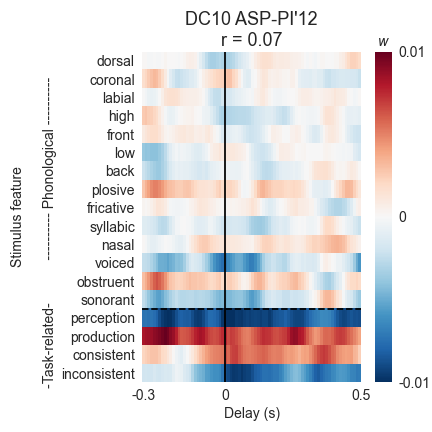 DC10 ASP-PI'12
r = 0.07
w
dorsal
coronal
labial
high
front
low
back
plosive
fricative
syllabic
nasal
voiced
obstruent
sonorant
perception
production
consistent
inconsistent
Stimulus feature
-Task-related- ---------- Phonological ----------
0.01
0
-0.01
-0.3 0 0.5
Delay (s)